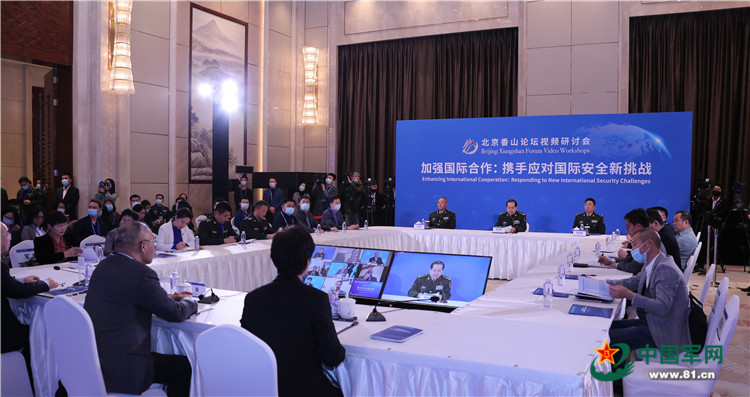 北京香山论坛视频研讨会
Beijing Xiangshan Forum Video Workshops
加强国际合作：携手应对国际安全新挑战
Enhancing International Cooperation: Responding to New International Security Challenges
中国军网
www.81.cn